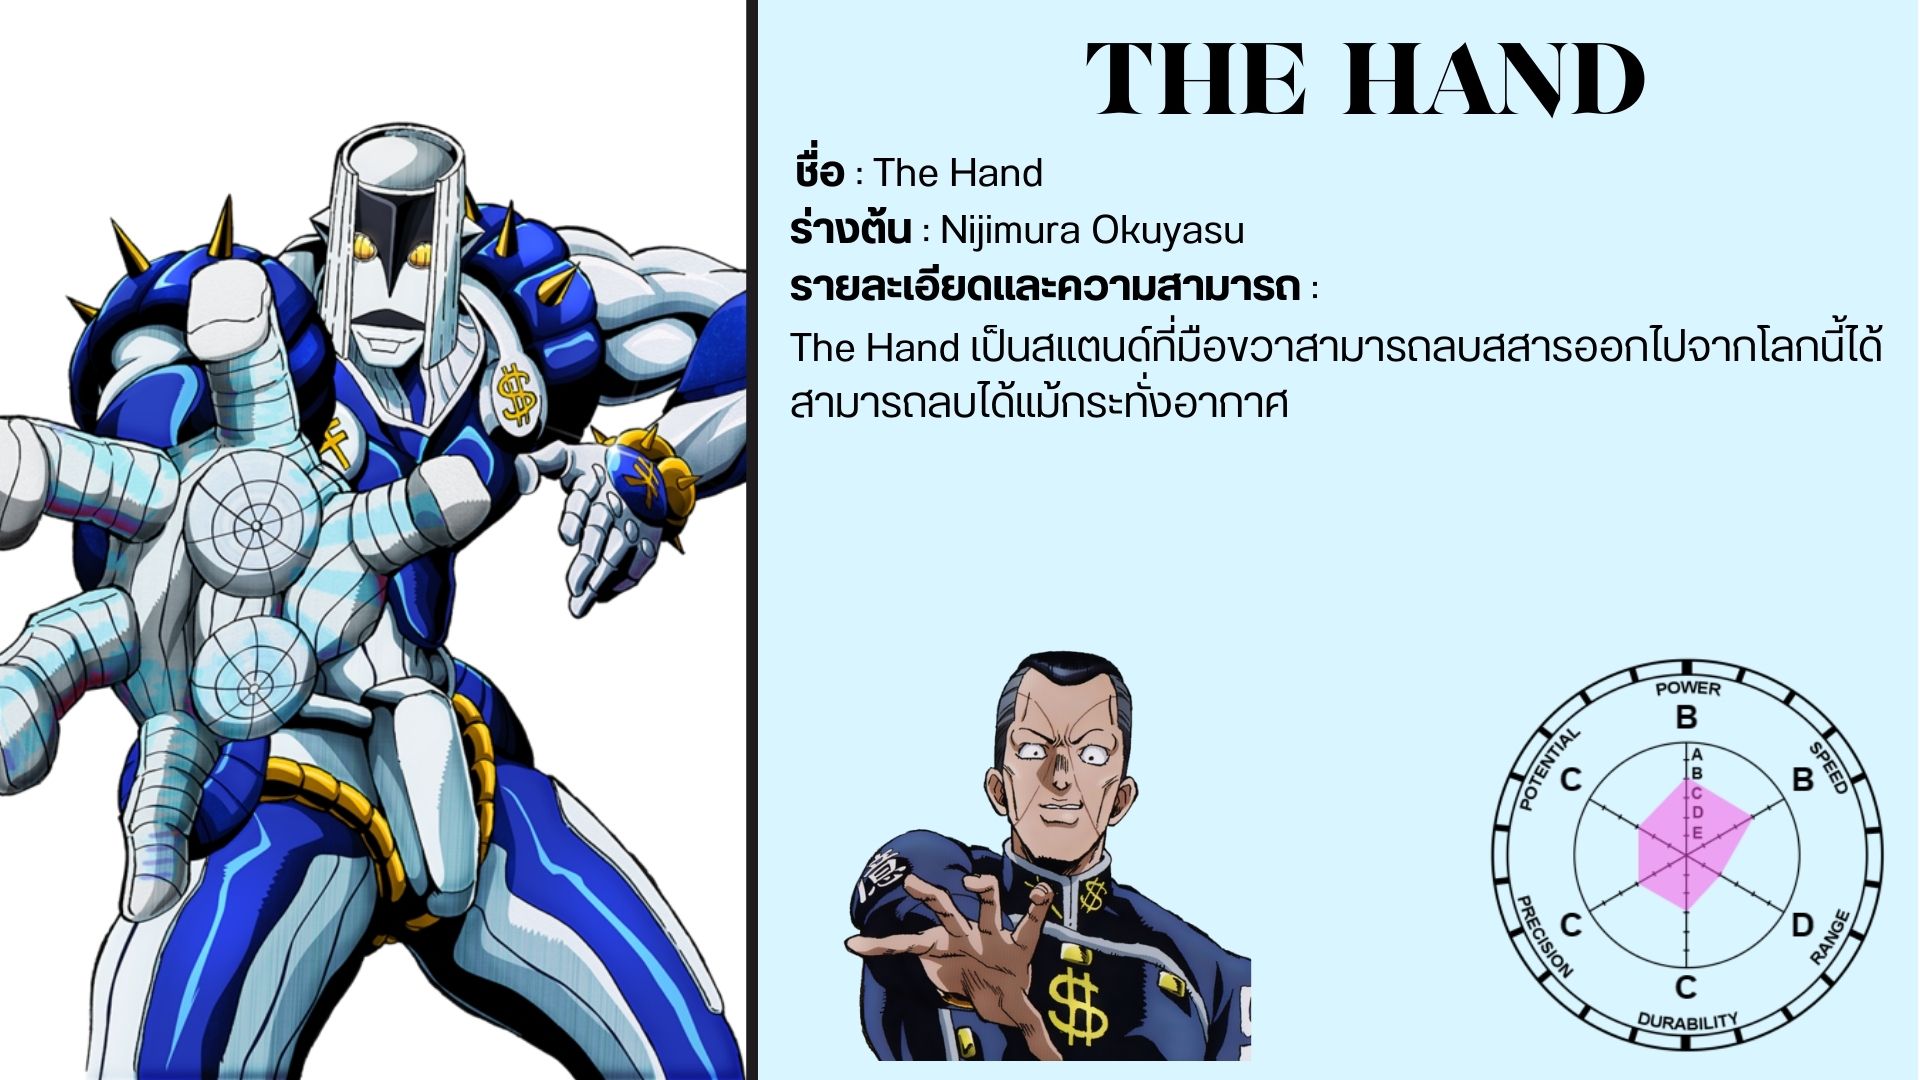 THE HAND
ชื่อ : The Hand
ร่างต้น : Nijimura Okuyasu
รายละเอียดและความสามารถ :
The Hand เป็นสแตนด์ที่มือขวาสามารถลบสสารออกไปจากโลกนี้ได้
สามารถลบได้แม้กระทั่งอากาศ
POWER
B
SPEED
B
RANGE
D
DURABILITY
C
PRECISION
C
POTENTIAL
C
A
B
C
D
E
$
$
¥
$
$